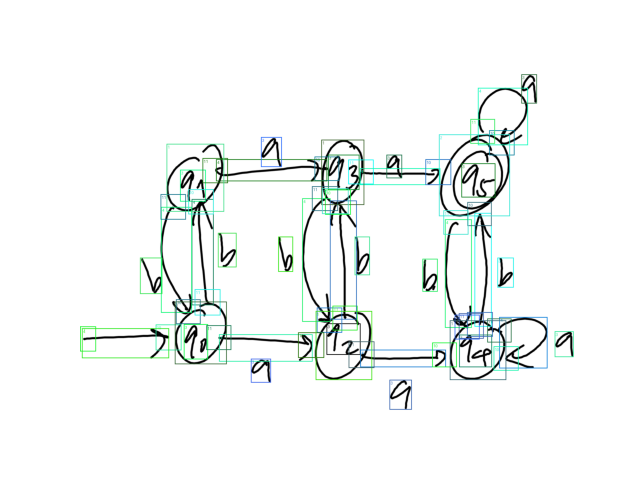 a
a a
q1 q3 q5
b b b b b b
q0 q2 q4 a
a a